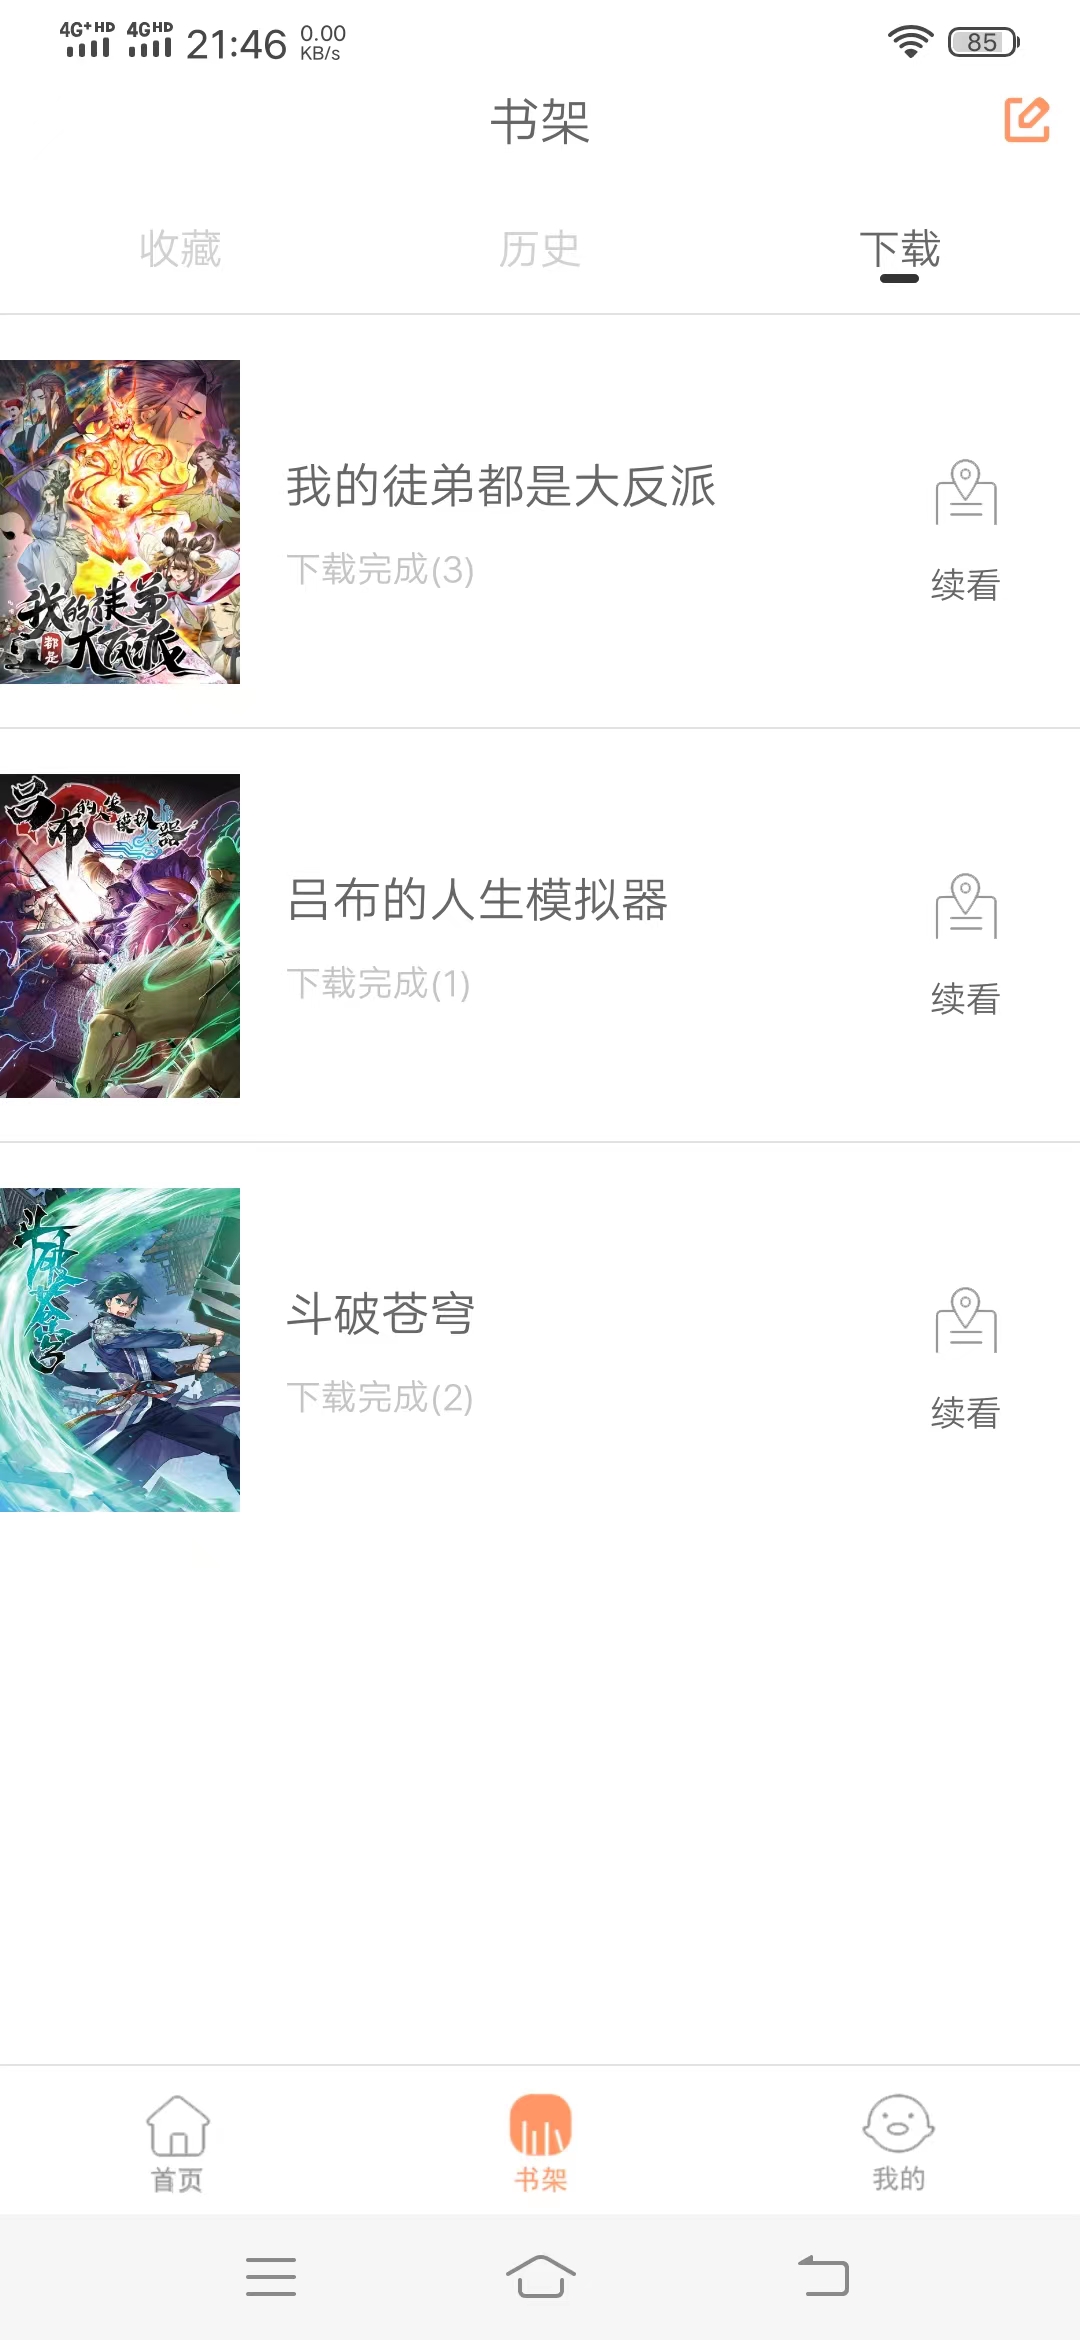 4G+HD 4GHD 21:46 0.00 KB/s 85
书架
收藏 历史 下载
我的徒弟都是大反派
我的徒弟都是大反派
下载完成(3)
续看
吕布的人生模拟器
吕布的人生模拟器
下载完成(1)
续看
斗破苍穹
斗破苍穹
下载完成(2)
续看
首页 书架 我的